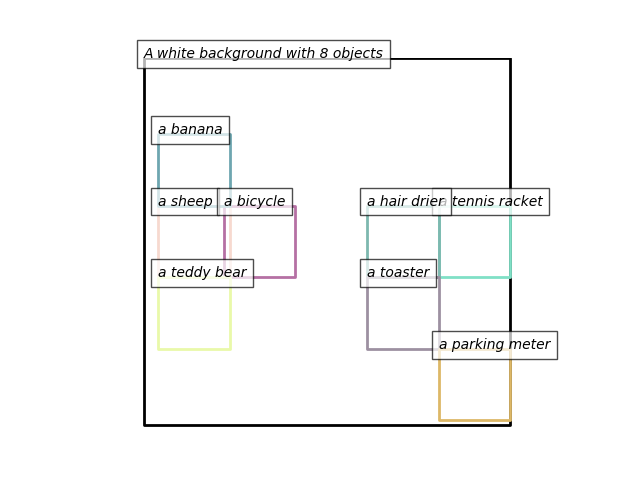 A white background with 8 objects
a banana
a sheep
a bicycle
a hair drier
a tennis racket
a teddy bear
a toaster
a parking meter